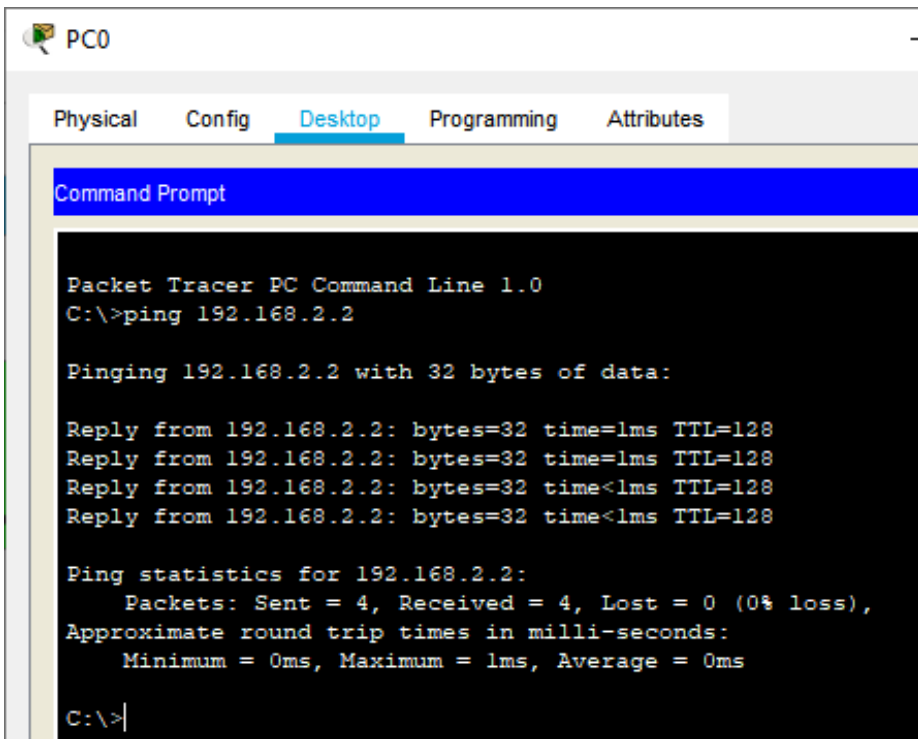 PC0
Physical Config Desktop Programming Attributes
Command Prompt
Packet Tracer PC Command Line 1.0
C:\>ping 192.168.2.2
Pinging 192.168.2.2 with 32 bytes of data:
Reply from 192.168.2.2: bytes=32 time=1ms TTL=128
Reply from 192.168.2.2: bytes=32 time=1ms TTL=128
Reply from 192.168.2.2: bytes=32 time<1ms TTL=128
Reply from 192.168.2.2: bytes=32 time<1ms TTL=128
Ping statistics for 192.168.2.2:
Packets: Sent = 4, Received = 4, Lost = 0 (0% loss),
Approximate round trip times in milli-seconds:
Minimum = 0ms, Maximum = 1ms, Average = 0ms
C:\>